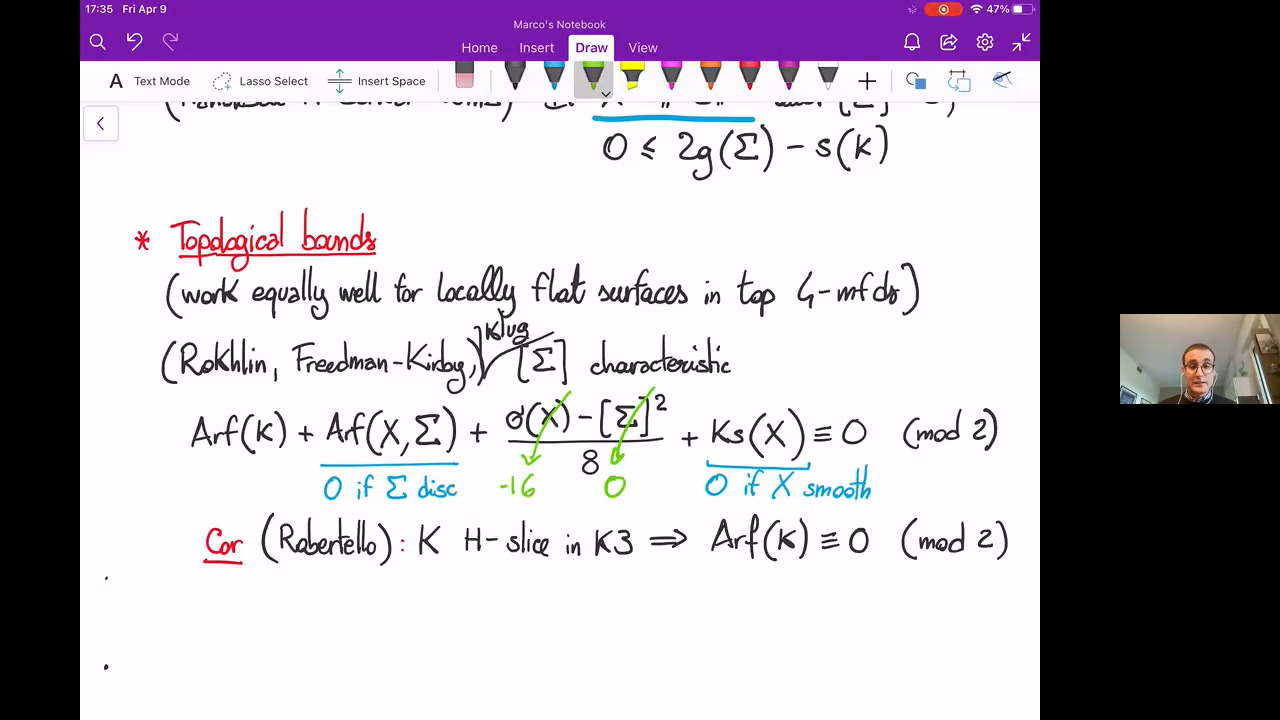 17:35 Fri Apr 9
47%
Marco's Notebook
Home Insert Draw View
A Text Mode Lasso Select Insert Space
0 ≤ 2g(Σ) − s(K)
* Topological bounds
(work equally well for locally flat surfaces in top 4-mfds)
Klug
(Rokhlin, Freedman-Kirby,) [Σ] characteristic
Arf(K) + Arf(X, Σ) + (σ(X) − [Σ]²)/8 + Ks(X) ≡ 0 (mod 2)
0 if Σ disc -16 0 0 if X smooth
Cor (Robertello): K H-slice in K3 ⟹ Arf(K) ≡ 0 (mod 2)